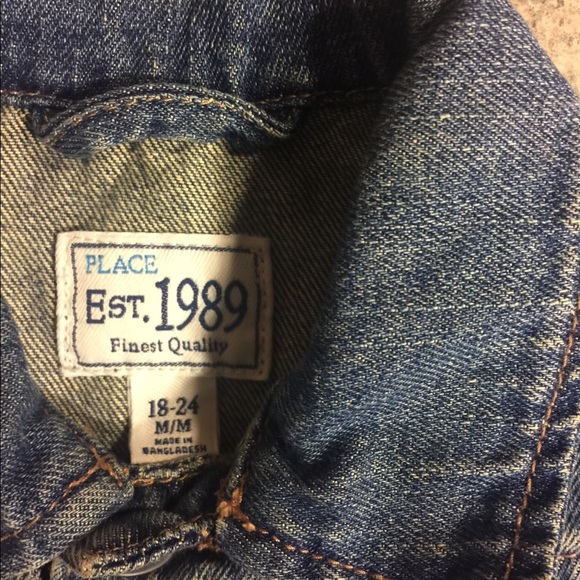 PLACE
EST. 1989
Finest Quality
18-24
M/M
MADE IN
BANGLADESH